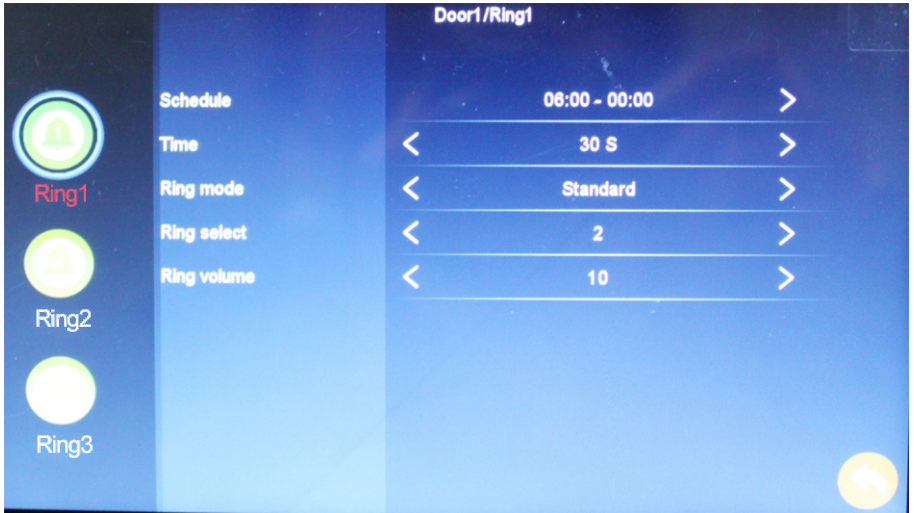 Door1/Ring1
Schedule 06:00 - 00:00 >
Time < 30 S >
Ring mode < Standard >
Ring select < 2 >
Ring volume < 10 >
1
Ring1
Ring2
Ring3